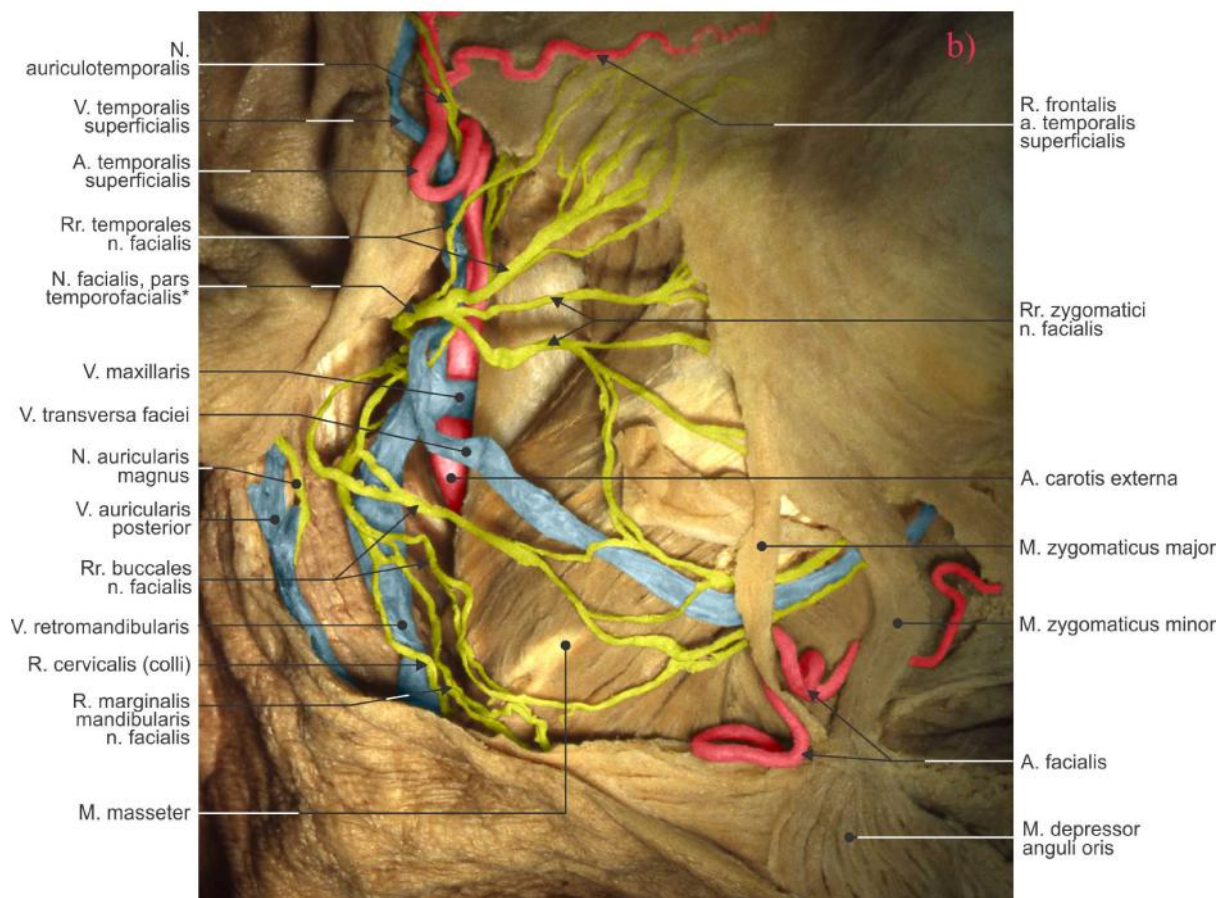 b)
N.
auriculotemporalis
V. temporalis
superficialis
A. temporalis
superficialis
Rr. temporales
n. facialis
N. facialis, pars
temporofacialis*
V. maxillaris
V. transversa faciei
N. auricularis
magnus
V. auricularis
posterior
Rr. buccales
n. facialis
V. retromandibularis
R. cervicalis (colli)
R. marginalis
mandibularis
n. facialis
M. masseter
R. frontalis
a. temporalis
superficialis
Rr. zygomatici
n. facialis
A. carotis externa
M. zygomaticus major
M. zygomaticus minor
A. facialis
M. depressor
anguli oris